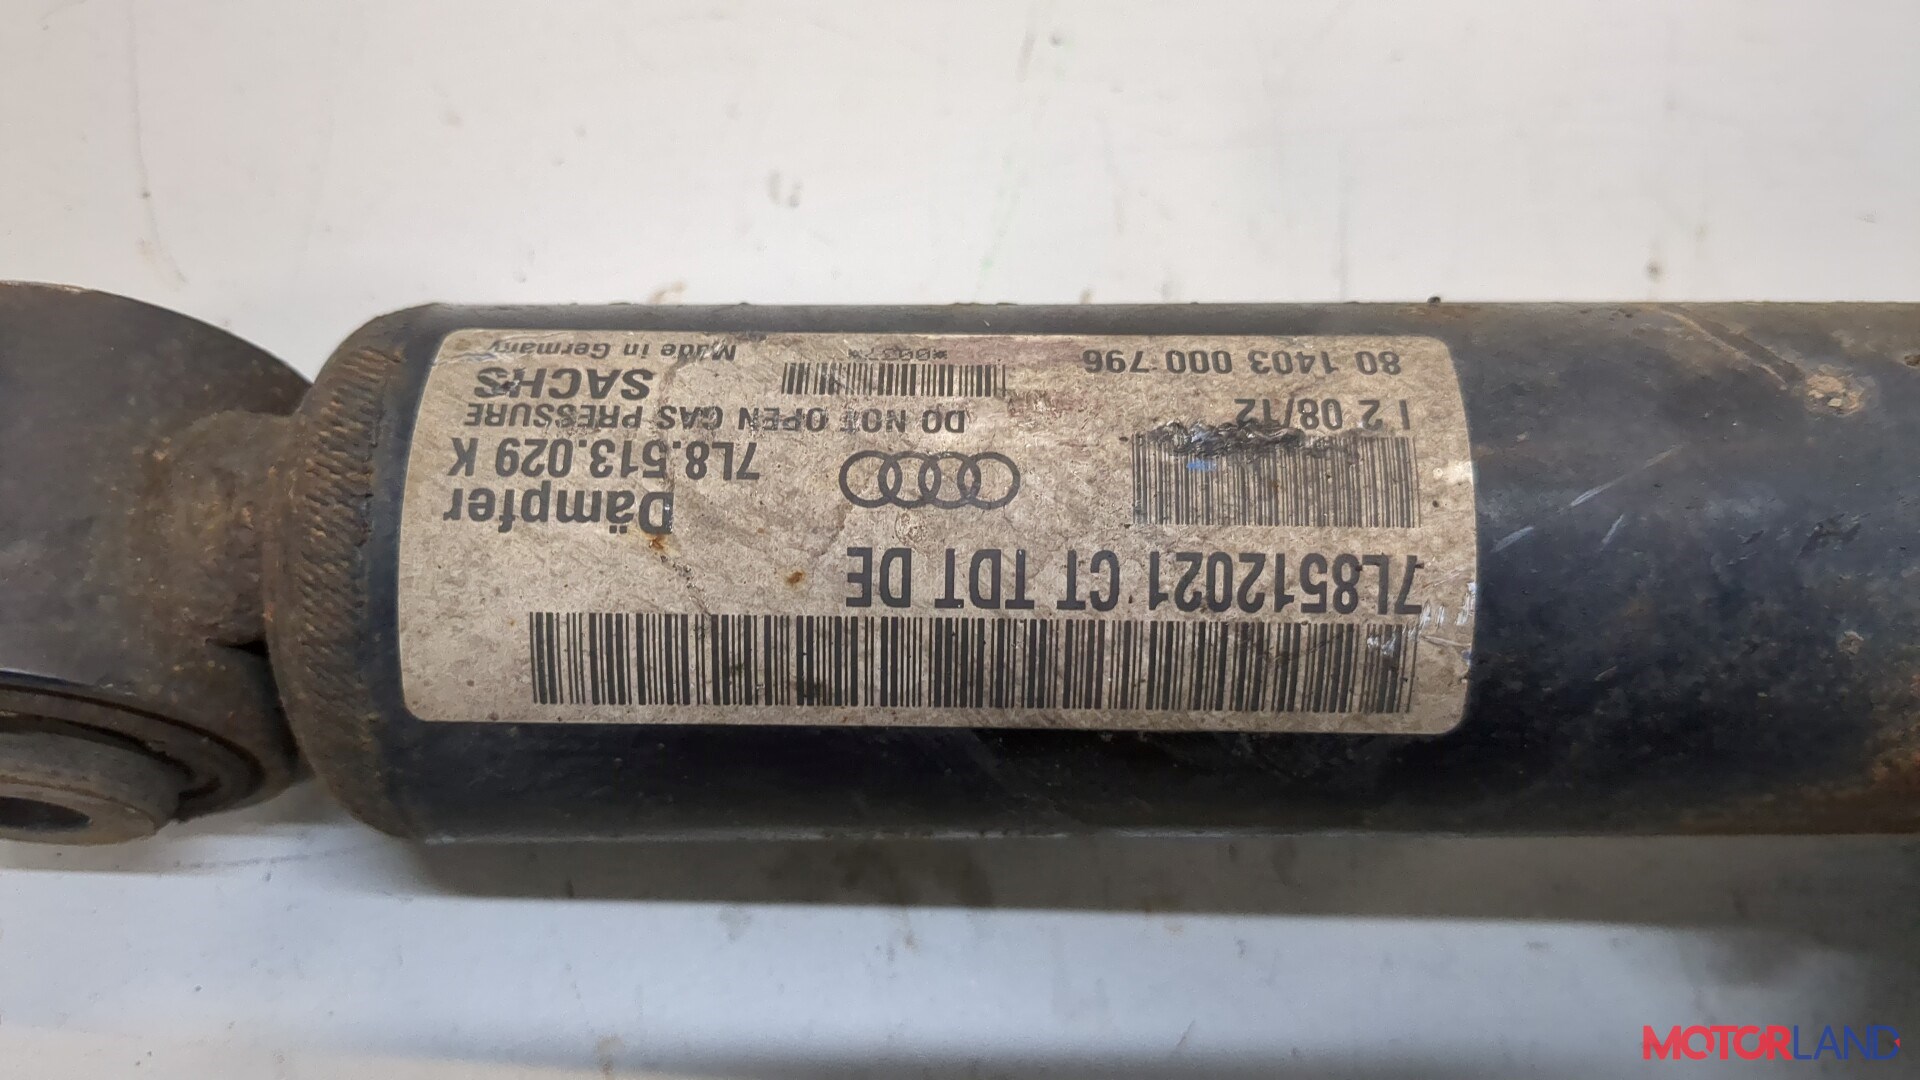 7L8512021 CT TDT DE
Dämpfer
7L8.513.029 K
DO NOT OPEN GAS PRESSURE
I 2 08/12
SACHS
80 1403 000 796
*0037*
Made in Germany
MOTORLAND